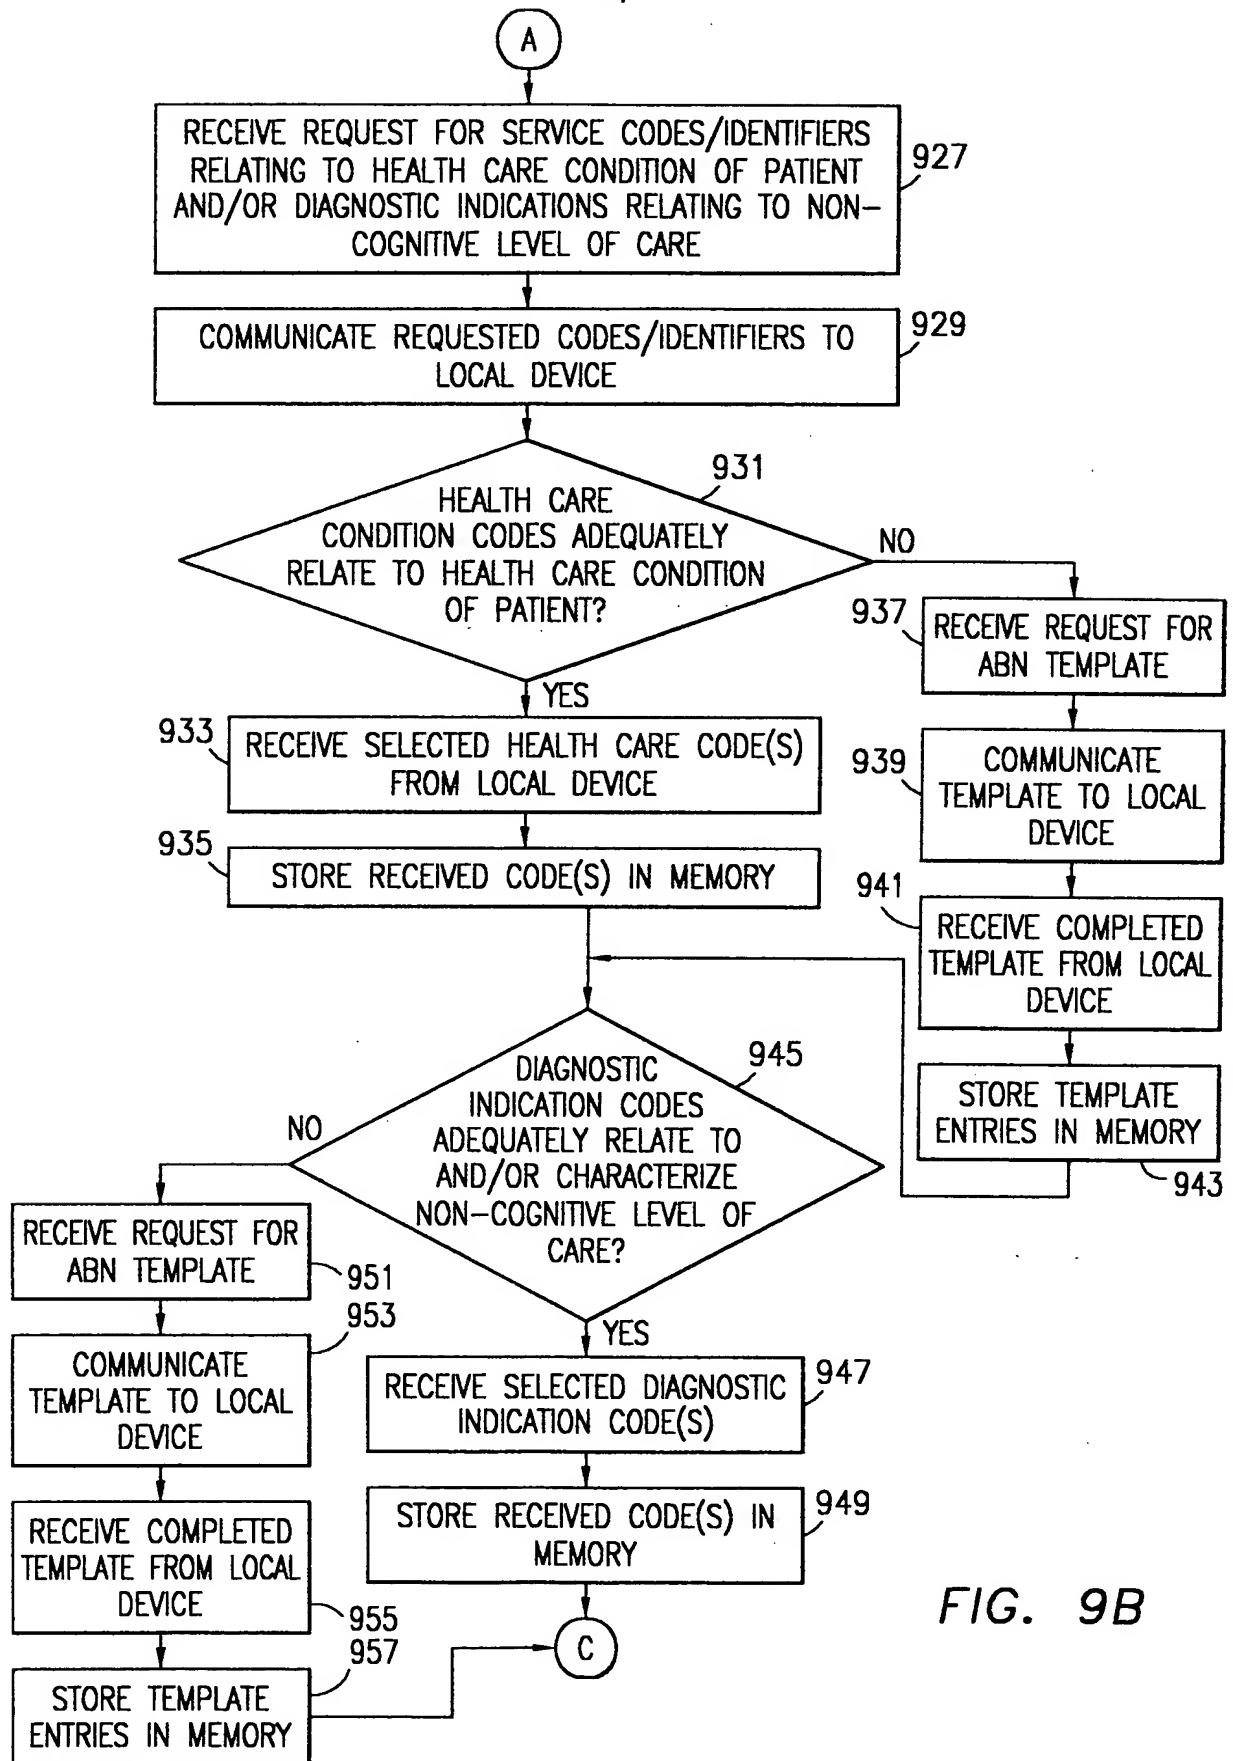 A
RECEIVE REQUEST FOR SERVICE CODES/IDENTIFIERS
RELATING TO HEALTH CARE CONDITION OF PATIENT
AND/OR DIAGNOSTIC INDICATIONS RELATING TO NON-
COGNITIVE LEVEL OF CARE
927
COMMUNICATE REQUESTED CODES/IDENTIFIERS TO
LOCAL DEVICE
929
HEALTH CARE
CONDITION CODES ADEQUATELY
RELATE TO HEALTH CARE CONDITION
OF PATIENT?
931
NO
YES
937
RECEIVE REQUEST FOR
ABN TEMPLATE
933
RECEIVE SELECTED HEALTH CARE CODE(S)
FROM LOCAL DEVICE
939
COMMUNICATE
TEMPLATE TO LOCAL
DEVICE
935
STORE RECEIVED CODE(S) IN MEMORY
941
RECEIVE COMPLETED
TEMPLATE FROM LOCAL
DEVICE
STORE TEMPLATE
ENTRIES IN MEMORY
943
DIAGNOSTIC
INDICATION CODES
ADEQUATELY RELATE TO
AND/OR CHARACTERIZE
NON-COGNITIVE LEVEL OF
CARE?
945
NO
YES
RECEIVE REQUEST FOR
ABN TEMPLATE
951
953
COMMUNICATE
TEMPLATE TO LOCAL
DEVICE
RECEIVE SELECTED DIAGNOSTIC
INDICATION CODE(S)
947
RECEIVE COMPLETED
TEMPLATE FROM LOCAL
DEVICE
955
STORE RECEIVED CODE(S) IN
MEMORY
949
957
STORE TEMPLATE
ENTRIES IN MEMORY
C
FIG. 9B